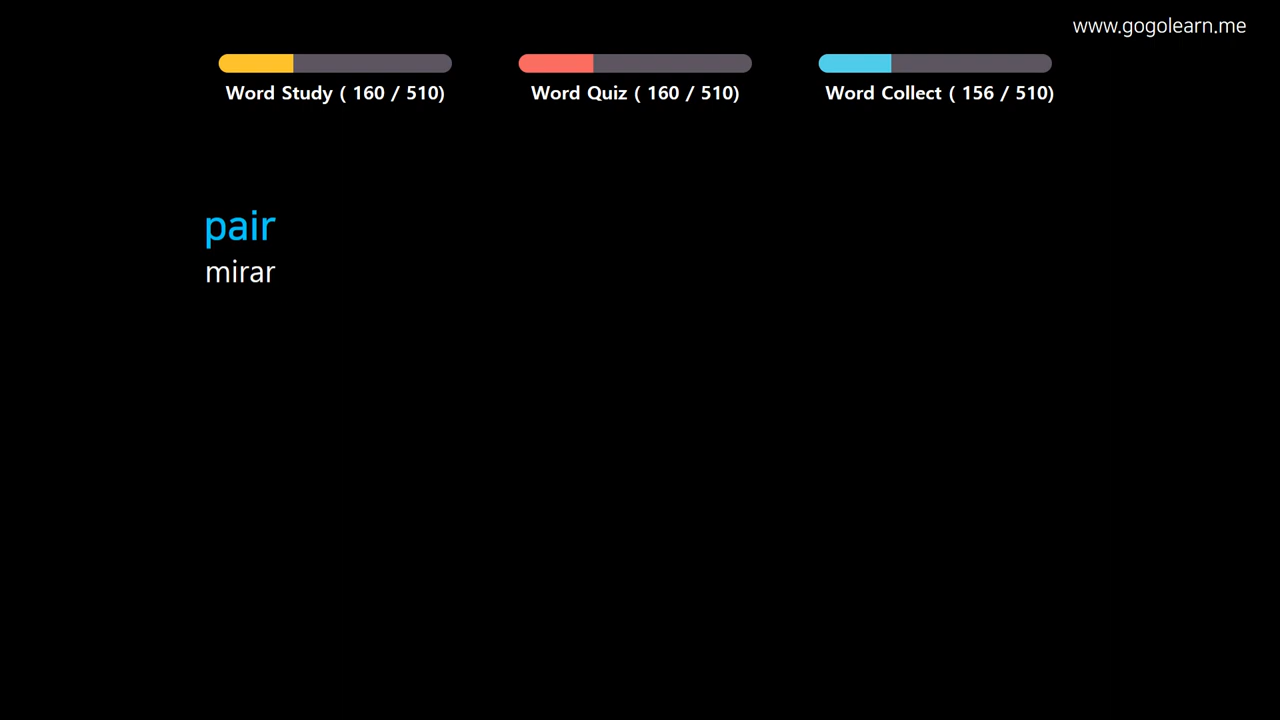 www.gogolearn.me
Word Study ( 160 / 510)
Word Quiz ( 160 / 510)
Word Collect ( 156 / 510)
pair
mirar